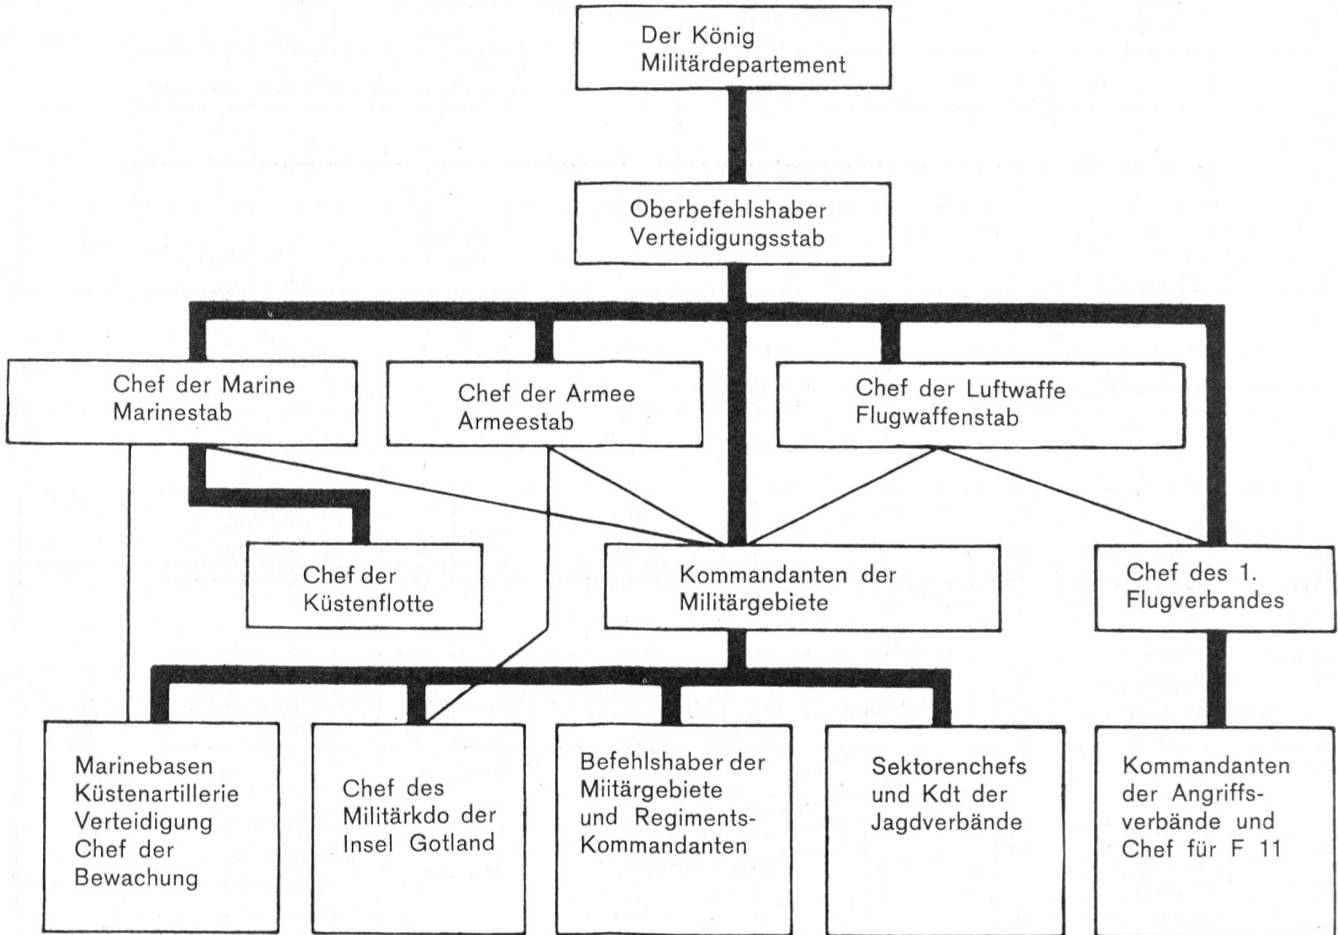 Der König
Militärdepartement
Oberbefehlshaber
Verteidigungsstab
Chef der Marine
Marinestab
Chef der Armee
Armeestab
Chef der Luftwaffe
Flugwaffenstab
Chef der
Küstenflotte
Kommandanten der
Militärgebiete
Chef des 1.
Flugverbandes
Marinebasen
Küstenartillerie
Verteidigung
Chef der
Bewachung
Chef des
Militärkdo der
Insel Gotland
Befehlshaber der
Miitärgebiete
und Regiments-
Kommandanten
Sektorenchefs
und Kdt der
Jagdverbände
Kommandanten
der Angriffs-
verbände und
Chef für F 11